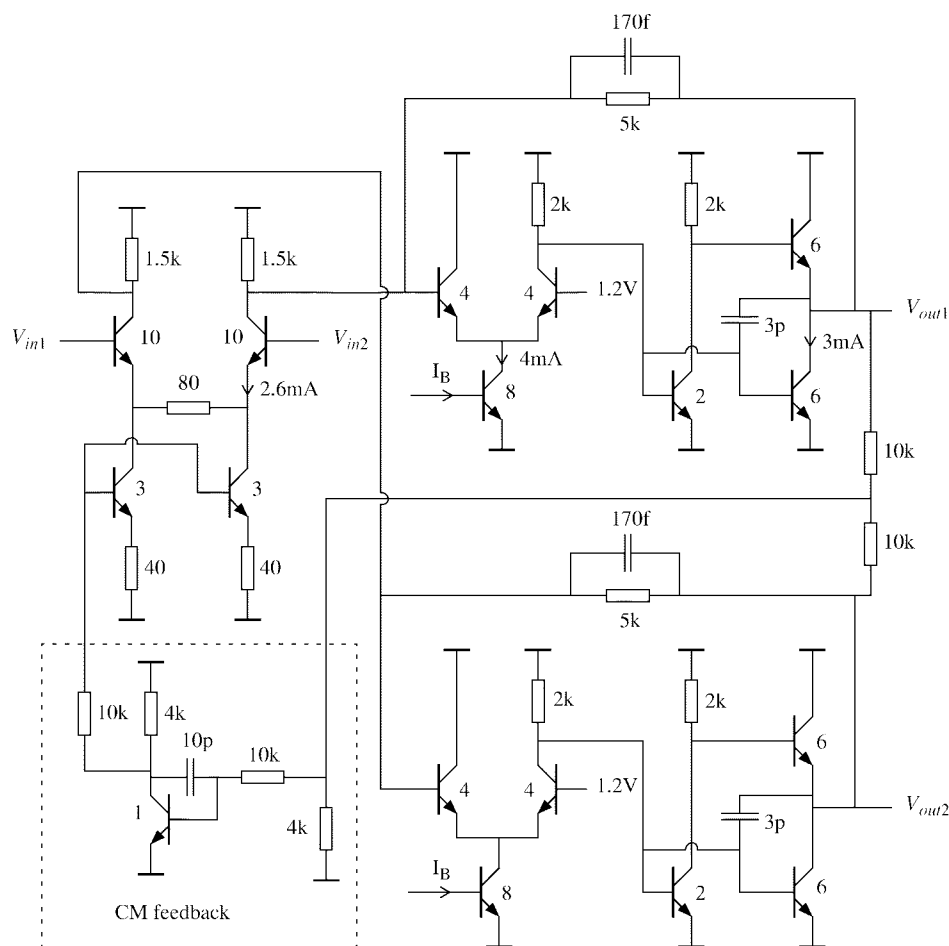 170f
5k
2k
2k
1.5k
1.5k
6
4
4
1.2V
V_in1
10
10
V_in2
V_out1
3p
3mA
80
2.6mA
4mA
I_B
8
2
6
10k
3
3
170f
10k
40
40
5k
10k
4k
2k
2k
10p
10k
6
4
4
1.2V
1
4k
V_out2
3p
I_B
8
2
6
CM feedback